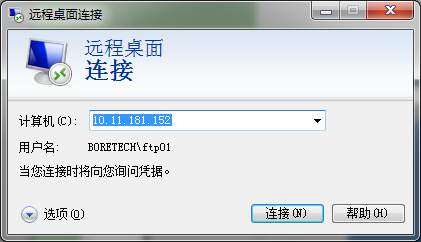 远程桌面连接
远程桌面
连接
计算机(C): 10.11.181.152
用户名: BORETECH\ftp01
当您连接时将向您询问凭据。
选项(O) 连接(N) 帮助(H)